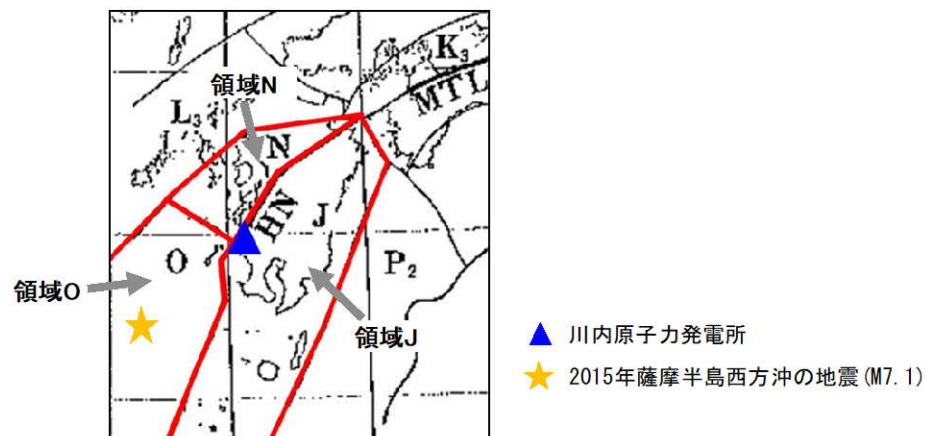 K₃
MTL
領域N
L₃
N
HN
J
O
P₂
領域O
領域J
川内原子力発電所
2015年薩摩半島西方沖の地震(M7.1)